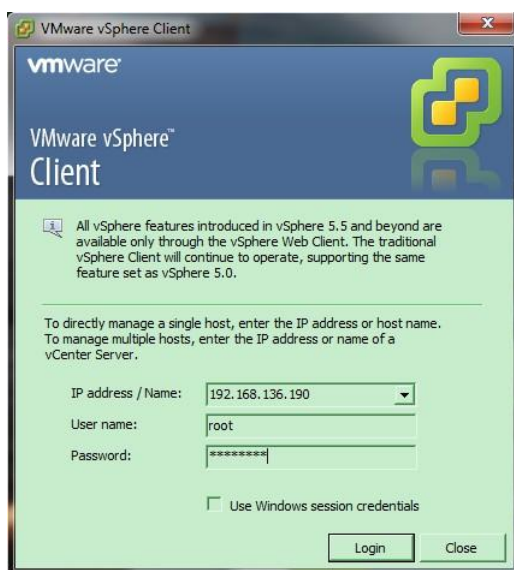 VMware vSphere Client
vmware
VMware vSphere™
Client
All vSphere features introduced in vSphere 5.5 and beyond are
available only through the vSphere Web Client. The traditional
vSphere Client will continue to operate, supporting the same
feature set as vSphere 5.0.
To directly manage a single host, enter the IP address or host name.
To manage multiple hosts, enter the IP address or name of a
vCenter Server.
IP address / Name: 192.168.136.190
User name: root
Password: ********
Use Windows session credentials
Login Close